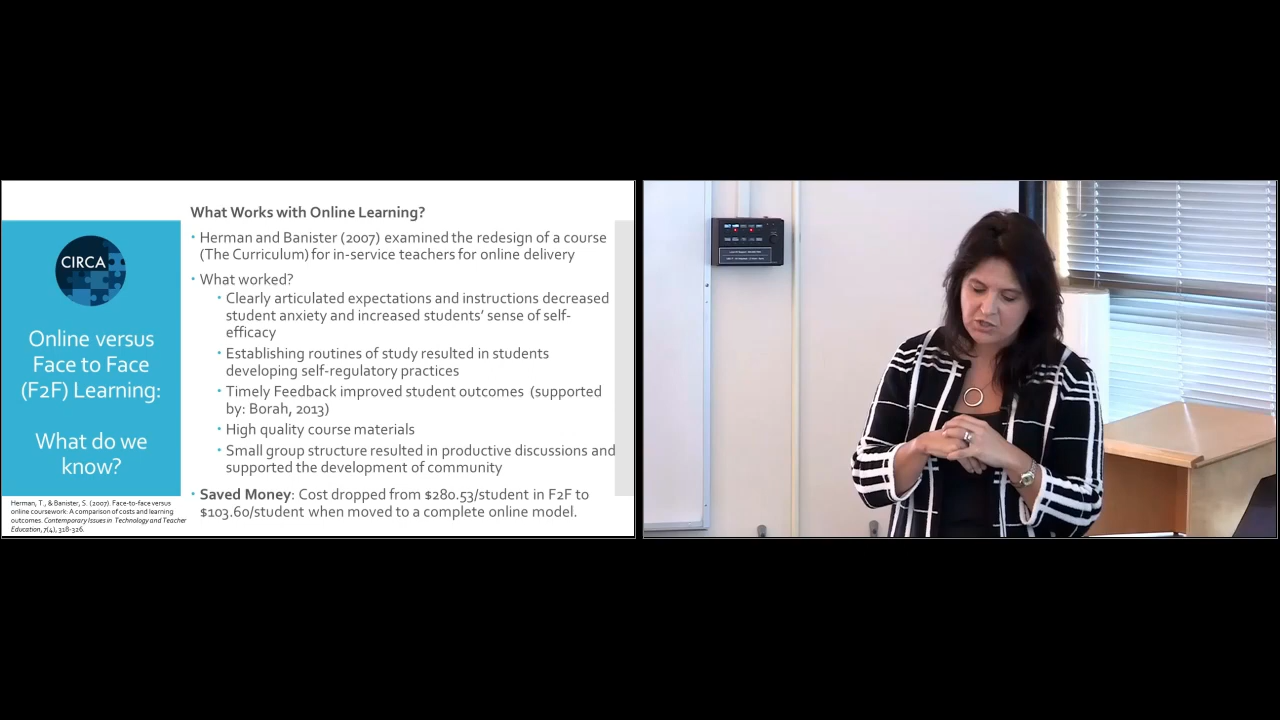 What Works with Online Learning?
• Herman and Banister (2007) examined the redesign of a course
(The Curriculum) for in-service teachers for online delivery
• What worked?
• Clearly articulated expectations and instructions decreased
student anxiety and increased students' sense of self-
efficacy
• Establishing routines of study resulted in students
developing self-regulatory practices
• Timely Feedback improved student outcomes (supported
by: Borah, 2013)
• High quality course materials
• Small group structure resulted in productive discussions and
supported the development of community
• Saved Money: Cost dropped from $280.53/student in F2F to
$103.60/student when moved to a complete online model.
CIRCA
Online versus
Face to Face
(F2F) Learning:
What do we
know?
Herman, T., & Banister, S. (2007). Face-to-face versus
online coursework: A comparison of costs and learning
outcomes. Contemporary Issues in Technology and Teacher
Education, 7(4), 318-326.